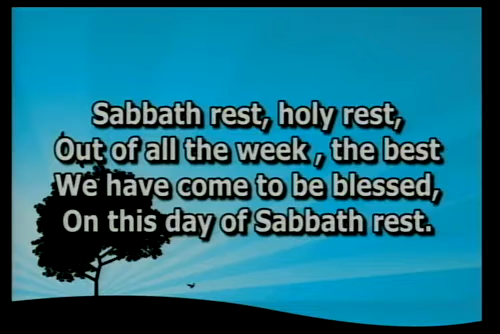 Sabbath rest, holy rest,
Out of all the week , the best
We have come to be blessed,
On this day of Sabbath rest.